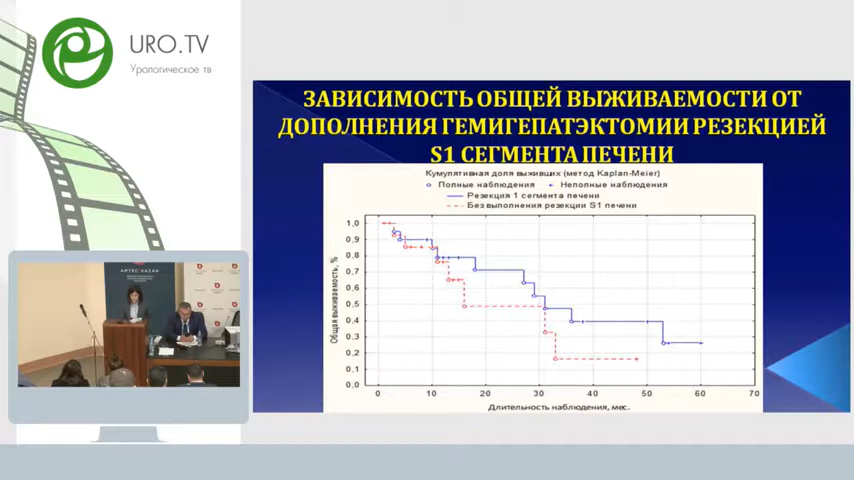 URO.TV
Урологическое тв
ЗАВИСИМОСТЬ ОБЩЕЙ ВЫЖИВАЕМОСТИ ОТ
ДОПОЛНЕНИЯ ГЕМИГЕПАТЭКТОМИИ РЕЗЕКЦИЕЙ
S1 СЕГМЕНТА ПЕЧЕНИ
Кумулятивная доля выживших (метод Kaplan-Meier)
Полные наблюдения Неполные наблюдения
Резекция 1 сегмента печени
Без выполнения резекции S1 печени
Общая выживаемость, %
1,0
0,9
0,8
0,7
0,6
0,5
0,4
0,3
0,2
0,1
0,0
0 10 20 30 40 50 60 70
Длительность наблюдения, мес.
АМТЕС KAZAN